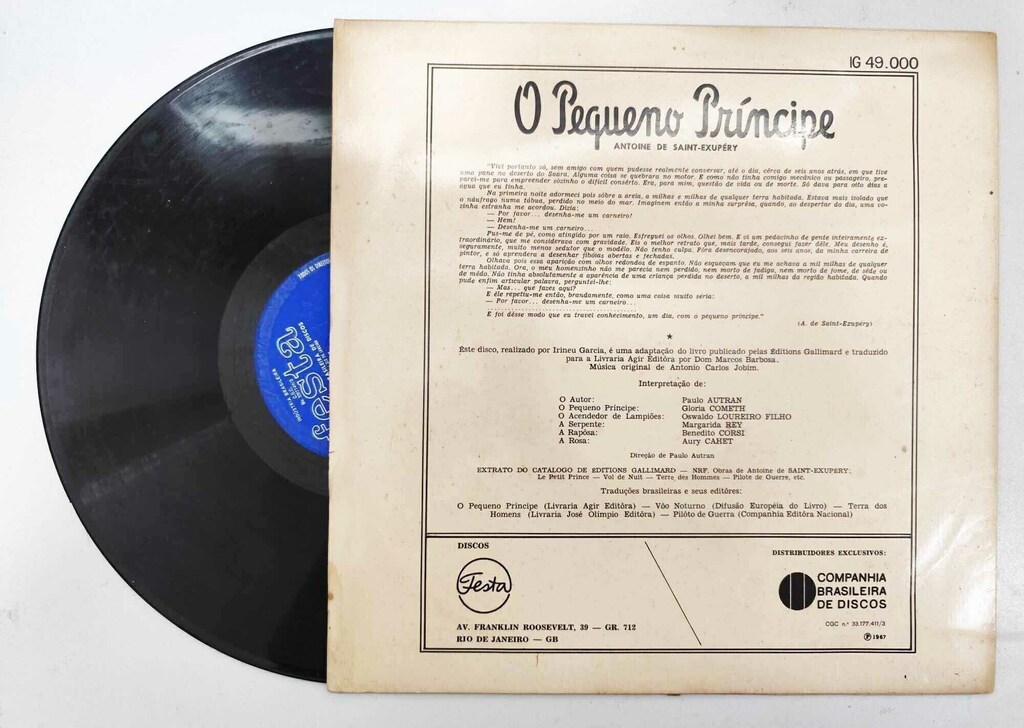 IG 49.000
O Pequeno Príncipe
ANTOINE DE SAINT-EXUPÉRY
"Vivi portanto só, sem amigo com quem pudesse realmente conversar, até o dia, cêrca de seis anos atrás, em que tive
uma pane no deserto do Saara. Alguma coisa se quebrara no motor. E como não tinha comigo mecânico ou passageiro, pre-
parei-me para empreender sòzinho o difícil consêrto. Era, para mim, questão de vida ou de morte. Só dava para oito dias a
água que eu tinha.
Na primeira noite adormeci pois sôbre a areia, a milhas e milhas de qualquer terra habitada. Estava mais isolado que
o náufrago numa tábua, perdido no meio do mar. Imaginem então a minha surprêsa, quando, ao despertar do dia, uma vo-
zinha estranha me acordou. Dizia:
— Por favor... desenha-me um carneiro!
— Hem!
— Desenha-me um carneiro...
Pus-me de pé, como atingido por um raio. Esfreguei os olhos. Olhei bem. E vi um pedacinho de gente inteiramente ex-
traordinário, que me considerava com gravidade. Eis o melhor retrato que, mais tarde, consegui fazer dêle. Meu desenho é,
seguramente, muito menos sedutor que o modêlo. Não tenho culpa. Fôra desencorajado, aos seis anos, da minha carreira de
pintor, e só aprendera a desenhar jibóias abertas e fechadas.
Olhava pois essa aparição com olhos redondos de espanto. Não esqueçam que eu me achava a mil milhas de qualquer
terra habitada. Ora, o meu homenzinho não me parecia nem perdido, nem morto de fadiga, nem morto de fome, de sêde ou
de mêdo. Não tinha absolutamente a aparência de uma criança perdida no deserto, a mil milhas da região habitada. Quando
pude enfim articular palavra, perguntei-lhe:
— Mas... que fazes aqui?
E êle repetiu-me então, brandamente, como uma coisa muito séria:
— Por favor... desenha-me um carneiro...
E foi dêsse modo que eu travei conhecimento, um dia, com o pequeno príncipe."
(A. de Saint-Exupéry)
Êste disco, realizado por Irineu Garcia, é uma adaptação do livro publicado pelas Editions Gallimard e traduzido
para a Livraria Agir Editôra por Dom Marcos Barbosa.
Música original de Antonio Carlos Jobim.
Interpretação de:
O Autor: Paulo AUTRAN
O Pequeno Príncipe: Gloria COMETH
O Acendedor de Lampiões: Oswaldo LOUREIRO FILHO
A Serpente: Margarida REY
A Rapôsa: Benedito CORSI
A Rosa: Aury CAHET
Direção de Paulo Autran
EXTRATO DO CATALOGO DE EDITIONS GALLIMARD — NRF. Obras de Antoine de SAINT-EXUPERY:
Le Petit Prince — Vol de Nuit — Terre des Hommes — Pilote de Guerre, etc.
Traduções brasileiras e seus editôres:
O Pequeno Príncipe (Livraria Agir Editôra) — Vôo Noturno (Difusão Européia do Livro) — Terra dos
Homens (Livraria José Olimpio Editôra) — Pilôto de Guerra (Companhia Editôra Nacional)
DISCOS
Festa
AV. FRANKLIN ROOSEVELT, 39 — GR. 712
RIO DE JANEIRO — GB
DISTRIBUIDORES EXCLUSIVOS:
COMPANHIA
BRASILEIRA
DE DISCOS
CGC n.º 33.177.411/3
Ⓟ 1967
INDÚSTRIA BRASILEIRA